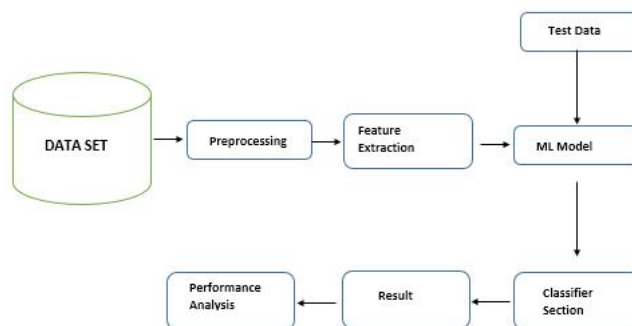 Test Data
DATA SET
Preprocessing
Feature
Extraction
ML Model
Performance
Analysis
Result
Classifier
Section